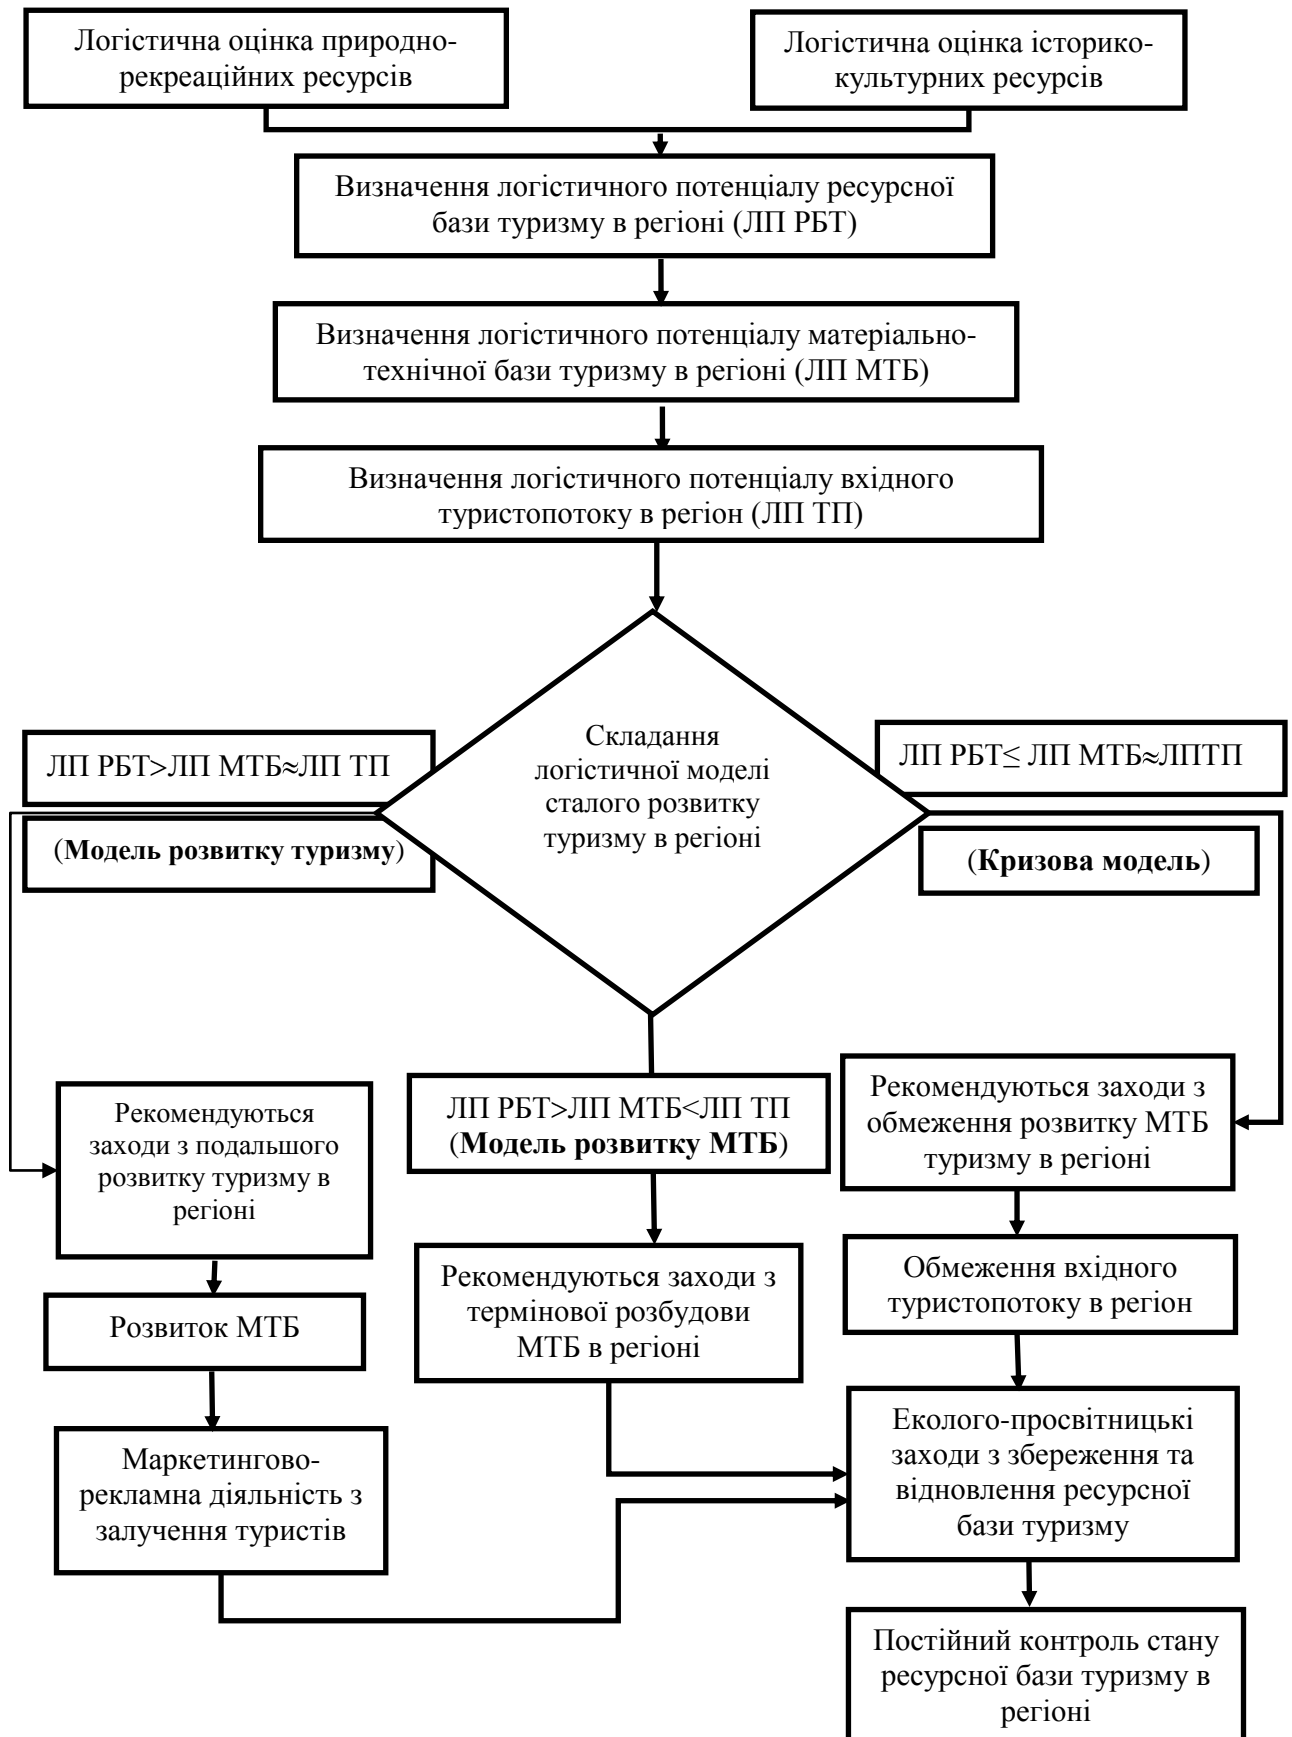 Логістична оцінка природно-
рекреаційних ресурсів
Логістична оцінка історико-
культурних ресурсів
Визначення логістичного потенціалу ресурсної
бази туризму в регіоні (ЛП РБТ)
Визначення логістичного потенціалу матеріально-
технічної бази туризму в регіоні (ЛП МТБ)
Визначення логістичного потенціалу вхідного
туристопотоку в регіон (ЛП ТП)
Складання
логістичної моделі
сталого розвитку
туризму в регіоні
ЛП РБТ>ЛП МТБ≈ЛП ТП
(Модель розвитку туризму)
ЛП РБТ≤ ЛП МТБ≈ЛПТП
(Кризова модель)
ЛП РБТ>ЛП МТБ<ЛП ТП
(Модель розвитку МТБ)
Рекомендуються
заходи з подальшого
розвитку туризму в
регіоні
Розвиток МТБ
Маркетингово-
рекламна діяльність з
залучення туристів
Рекомендуються заходи з
термінової розбудови
МТБ в регіоні
Рекомендуються заходи з
обмеження розвитку МТБ
туризму в регіоні
Обмеження вхідного
туристопотоку в регіон
Еколого-просвітницькі
заходи з збереження та
відновлення ресурсної
бази туризму
Постійний контроль стану
ресурсної бази туризму в
регіоні